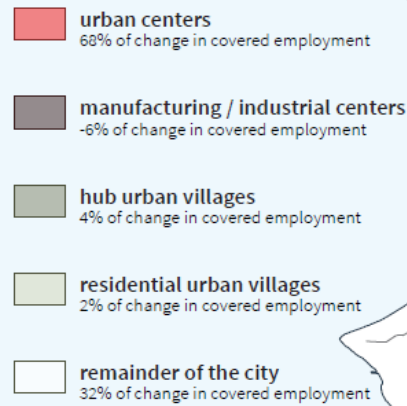 urban centers
68% of change in covered employment
manufacturing / industrial centers
-6% of change in covered employment
hub urban villages
4% of change in covered employment
residential urban villages
2% of change in covered employment
remainder of the city
32% of change in covered employment